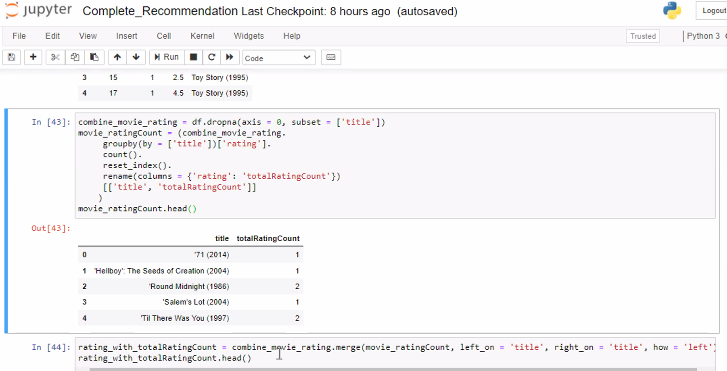 jupyter Complete_Recommendation Last Checkpoint: 8 hours ago (autosaved)
Logout
File Edit View Insert Cell Kernel Widgets Help
Trusted
Python 3
Run
Code
3 15 1 2.5 Toy Story (1995)
4 17 1 4.5 Toy Story (1995)
In [43]: combine_movie_rating = df.dropna(axis = 0, subset = ['title'])
movie_ratingCount = (combine_movie_rating.
groupby(by = ['title'])['rating'].
count().
reset_index().
rename(columns = {'rating': 'totalRatingCount'})
[['title', 'totalRatingCount']]
)
movie_ratingCount.head()
Out[43]:
title totalRatingCount
0 '71 (2014) 1
1 'Hellboy': The Seeds of Creation (2004) 1
2 'Round Midnight (1986) 2
3 'Salem's Lot (2004) 1
4 'Til There Was You (1997) 2
In [44]: rating_with_totalRatingCount = combine_movie_rating.merge(movie_ratingCount, left_on = 'title', right_on = 'title', how = 'left')
rating_with_totalRatingCount.head()